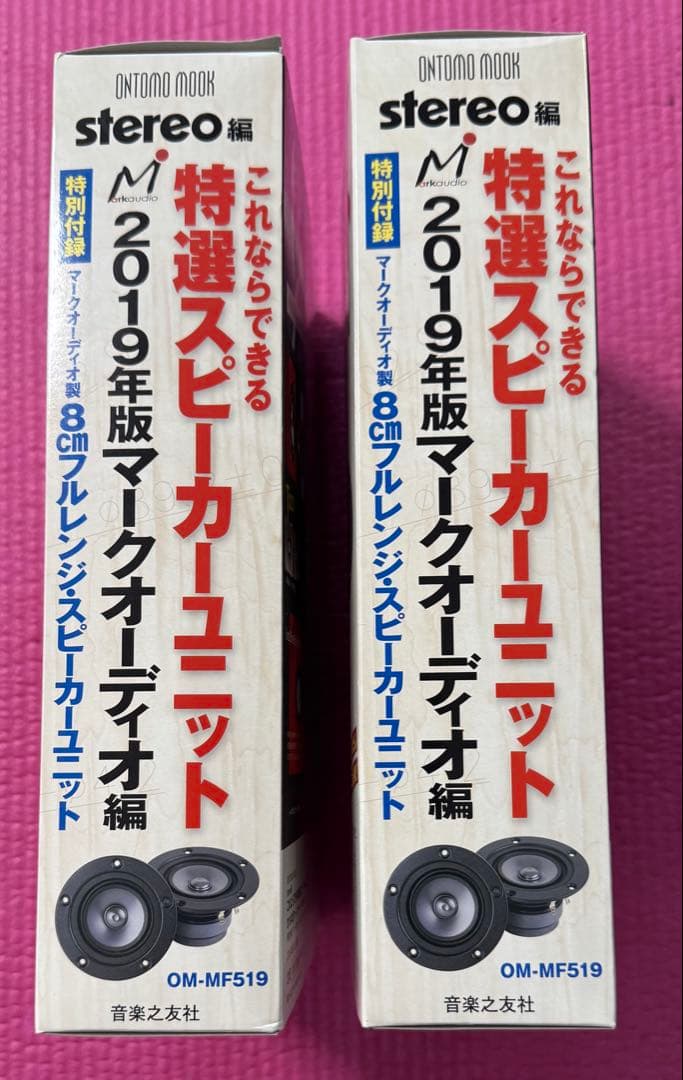 ONTOMO MOOK
stereo編
これならできる
特選スピーカーユニット
Markaudio
2019年版マークオーディオ編
特別付録
マークオーディオ製 8cmフルレンジ・スピーカーユニット
OM-MF519
音楽之友社
ONTOMO MOOK
stereo編
これならできる
特選スピーカーユニット
Markaudio
2019年版マークオーディオ編
特別付録
マークオーディオ製 8cmフルレンジ・スピーカーユニット
OM-MF519
音楽之友社